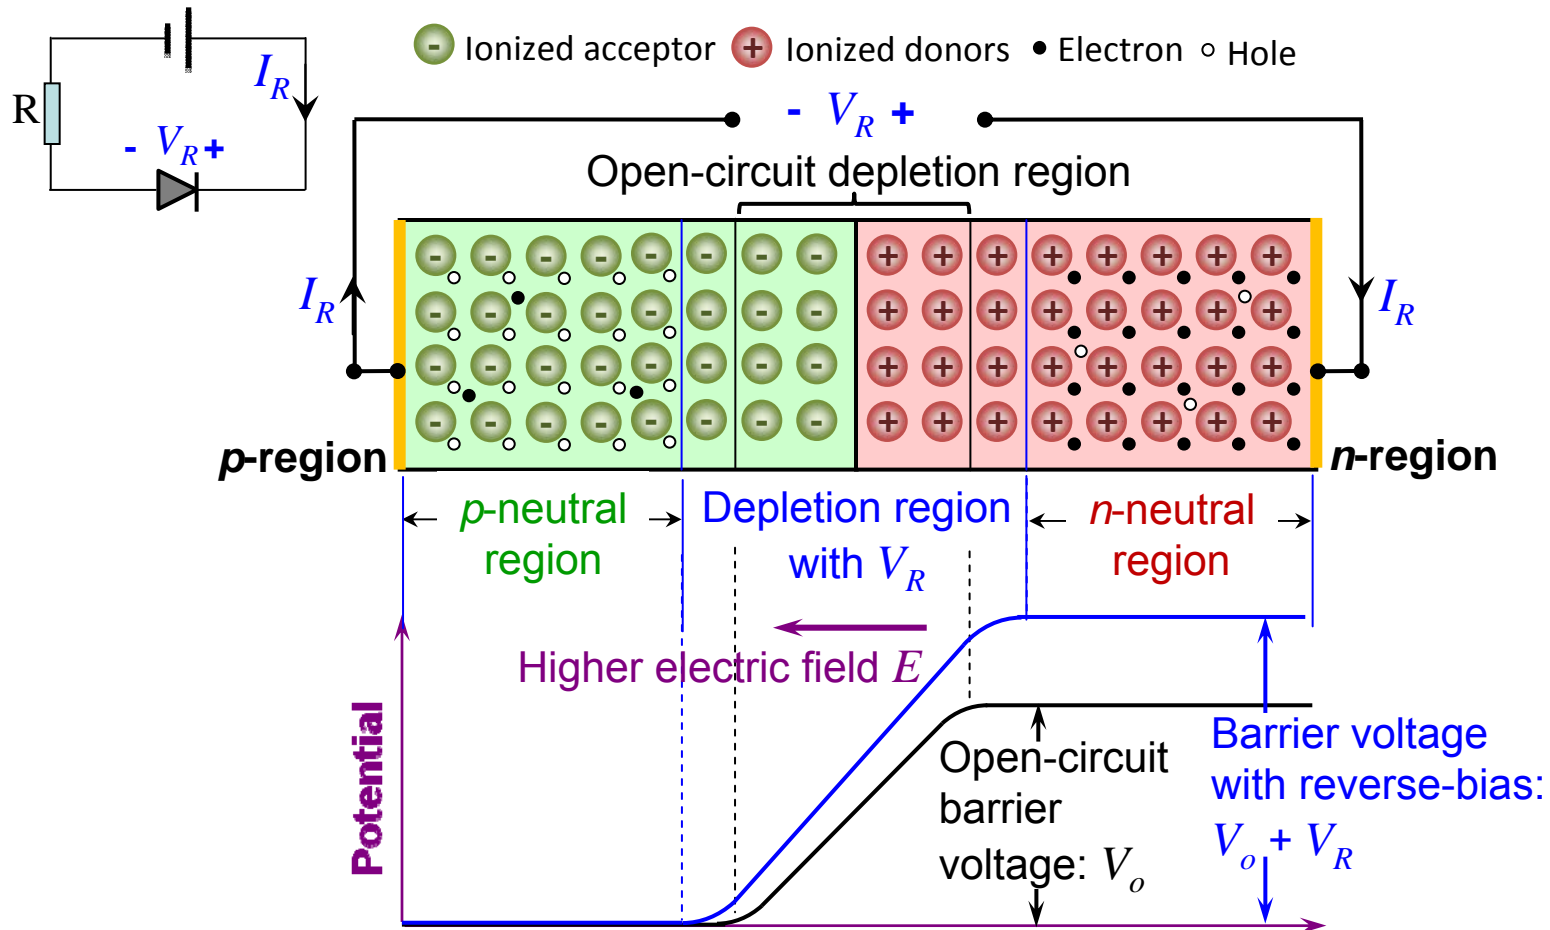 - Ionized acceptor + Ionized donors Electron Hole
I_R
R
- V_R +
- V_R +
Open-circuit depletion region
I_R
I_R
p-region
n-region
p-neutral
region
Depletion region
with V_R
n-neutral
region
Higher electric field E
Potential
Open-circuit
barrier
voltage: V_o
Barrier voltage
with reverse-bias:
V_o + V_R